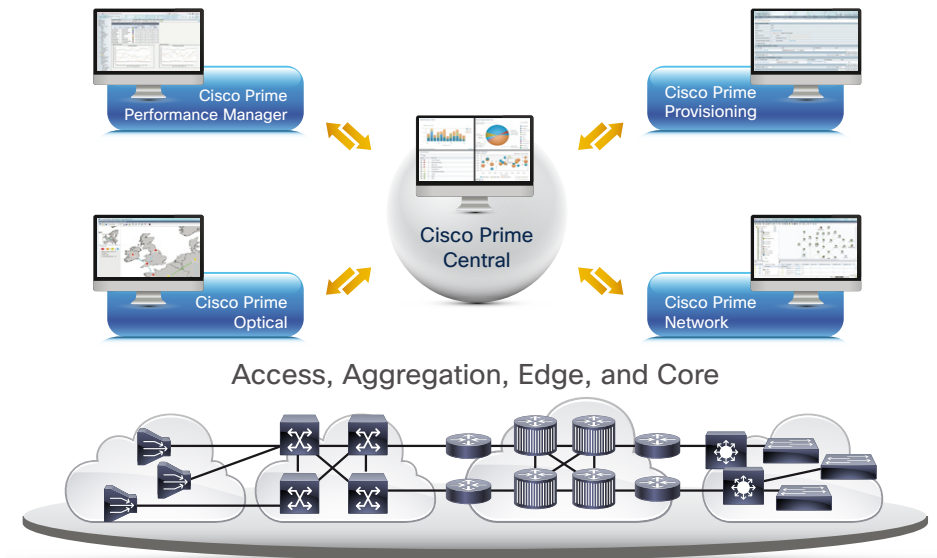 Cisco Prime
Performance Manager
Cisco Prime
Provisioning
Cisco Prime
Central
Cisco Prime
Optical
Cisco Prime
Network
Access, Aggregation, Edge, and Core